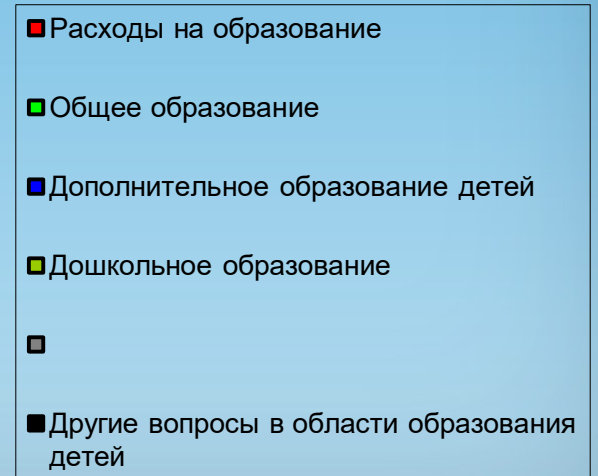 Расходы на образование
Общее образование
Дополнительное образование детей
Дошкольное образование
Другие вопросы в области образования
детей